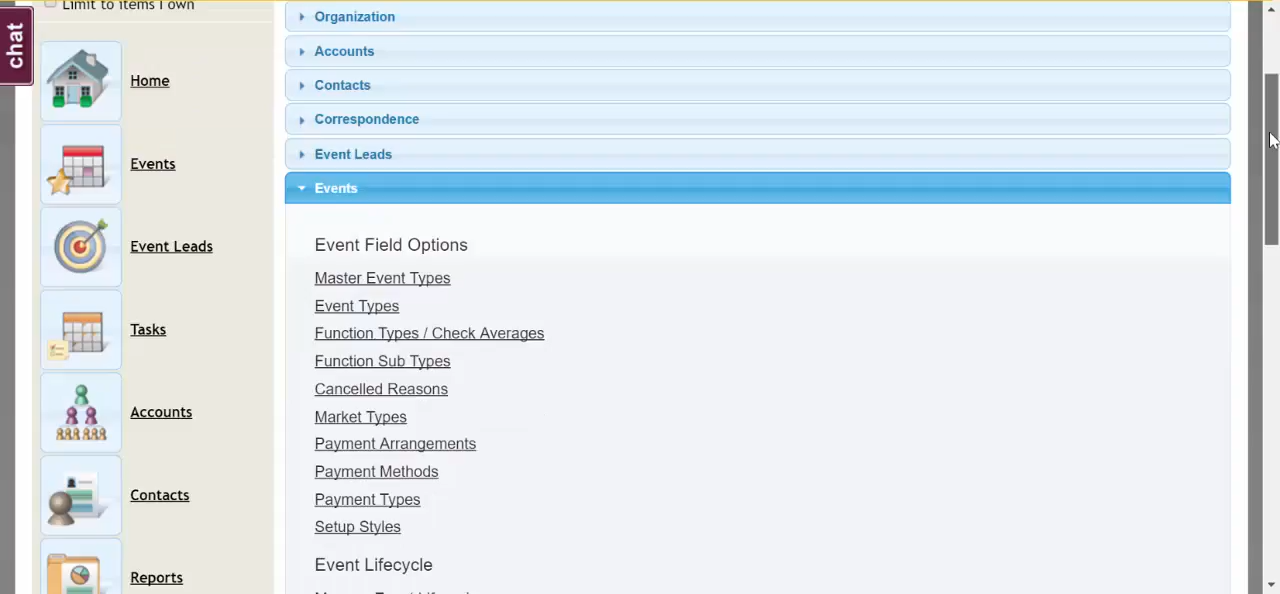 Limit to items I own
chat
Home
Events
Event Leads
Tasks
Accounts
Contacts
Reports
Organization
Accounts
Contacts
Correspondence
Event Leads
Events
Event Field Options
Master Event Types
Event Types
Function Types / Check Averages
Function Sub Types
Cancelled Reasons
Market Types
Payment Arrangements
Payment Methods
Payment Types
Setup Styles
Event Lifecycle